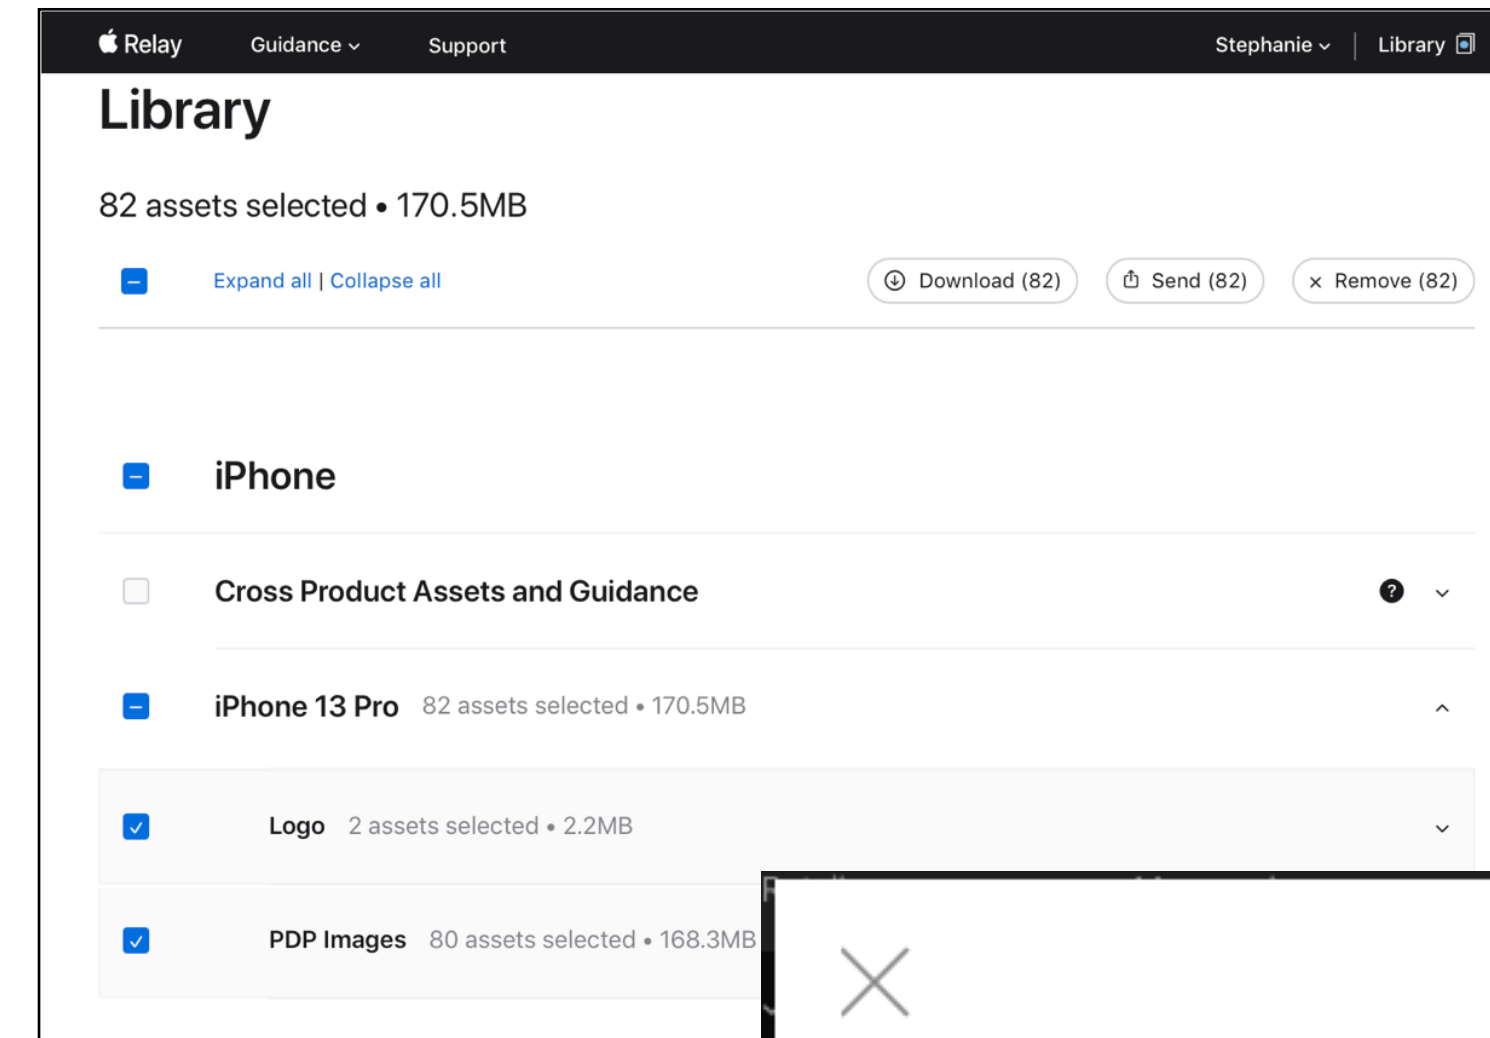 Relay Guidance Support Stephanie Library
Library
82 assets selected • 170.5MB
Expand all | Collapse all Download (82) Send (82) × Remove (82)
iPhone
Cross Product Assets and Guidance ?
iPhone 13 Pro 82 assets selected • 170.5MB
Logo 2 assets selected • 2.2MB
PDP Images 80 assets selected • 168.3MB